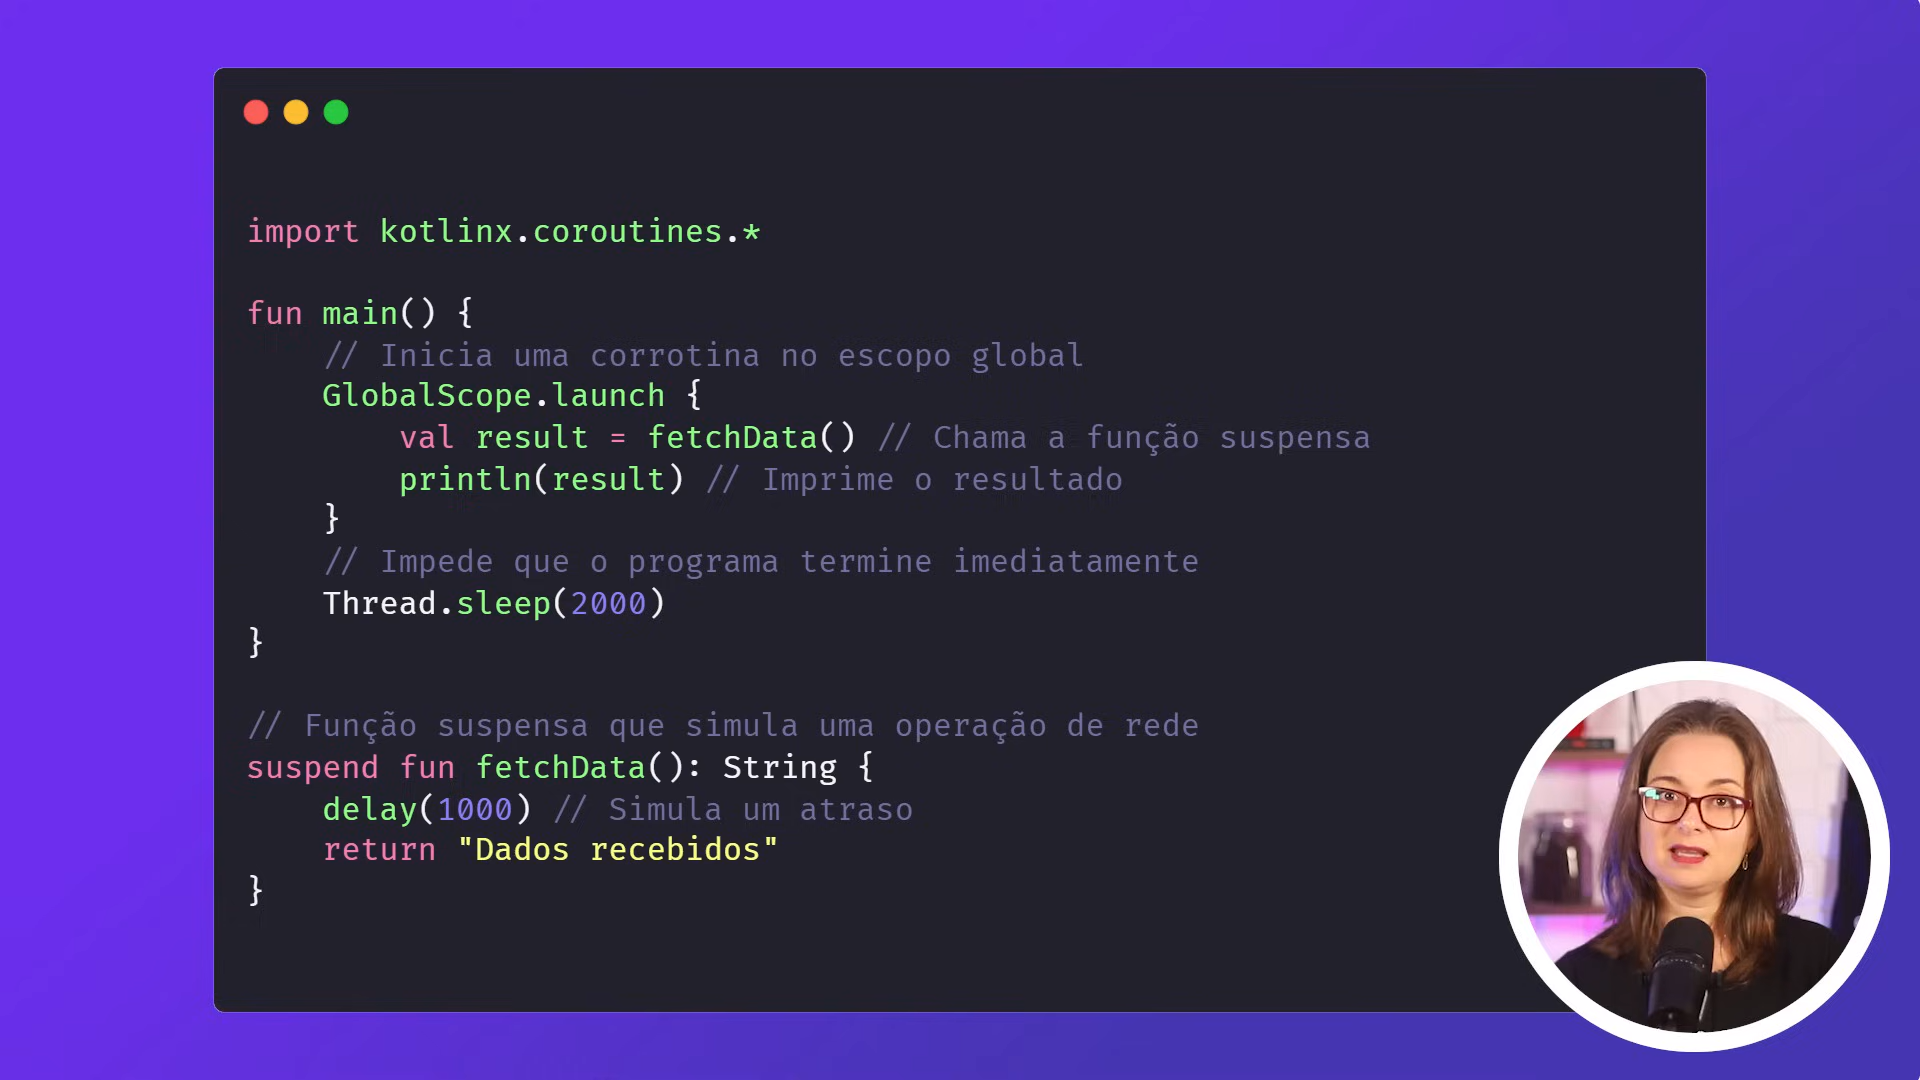 import kotlinx.coroutines.*
fun main() {
// Inicia uma corrotina no escopo global
GlobalScope.launch {
val result = fetchData() // Chama a função suspensa
println(result) // Imprime o resultado
}
// Impede que o programa termine imediatamente
Thread.sleep(2000)
}
// Função suspensa que simula uma operação de rede
suspend fun fetchData(): String {
delay(1000) // Simula um atraso
return "Dados recebidos"
}